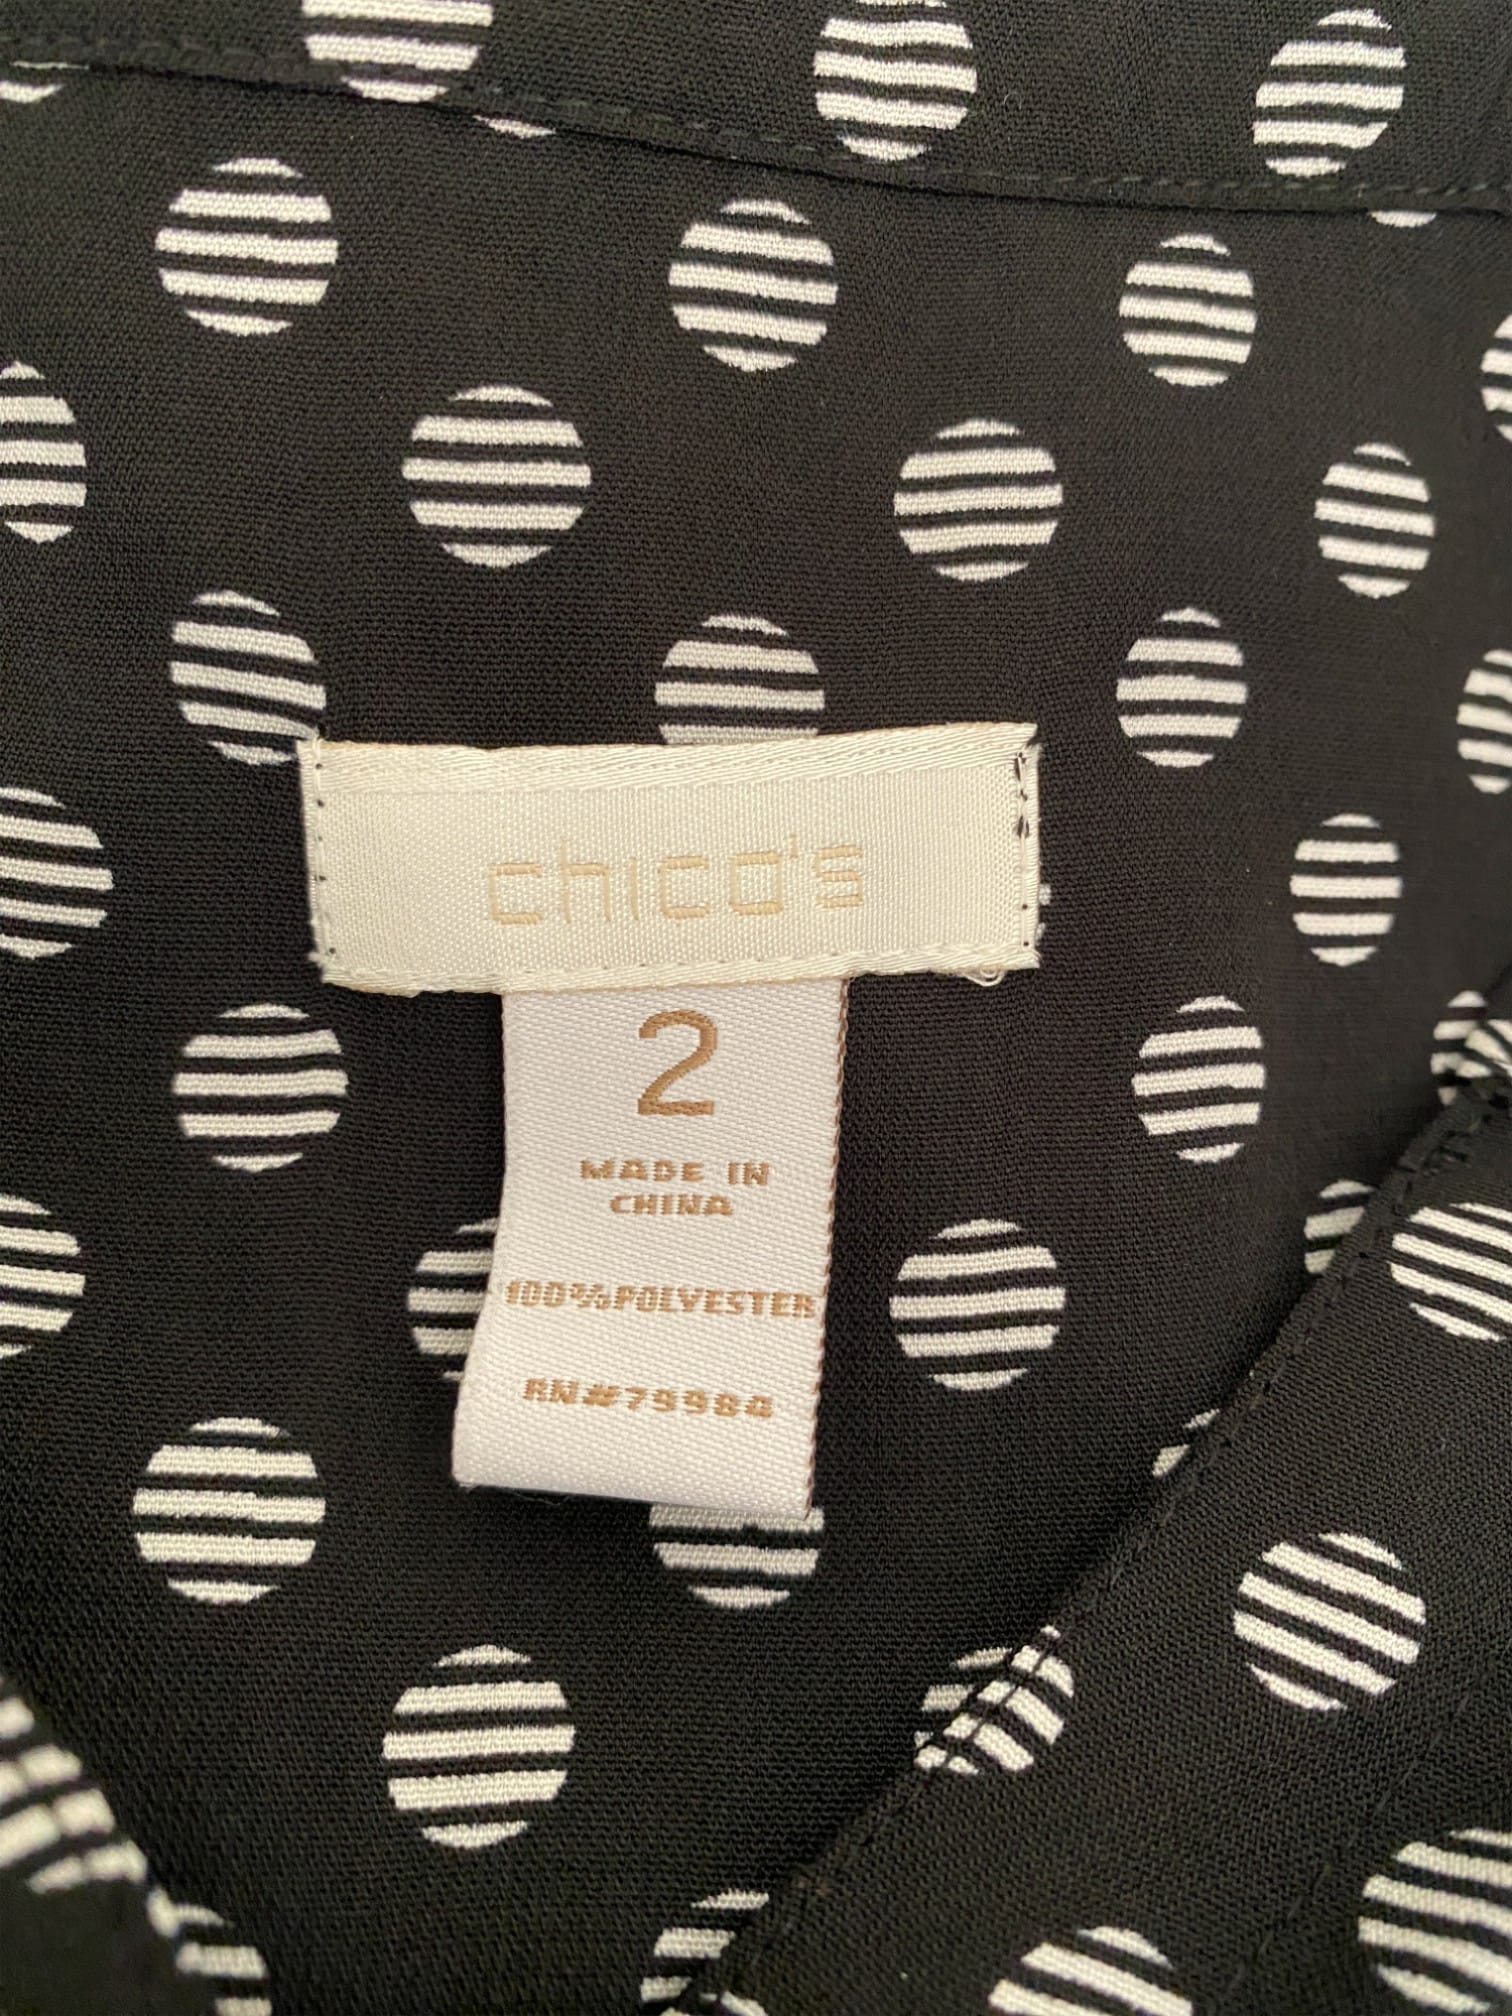 chico's
2
MADE IN
CHINA
100%POLYESTER
RN#79984